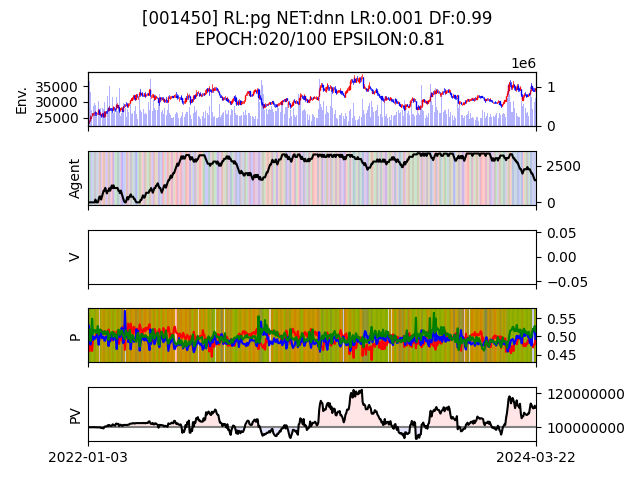 [001450] RL:pg NET:dnn LR:0.001 DF:0.99
EPOCH:020/100 EPSILON:0.81
1e6
Env.
35000
30000
25000
1
0
Agent
2500
0
V
0.05
0.00
−0.05
P
0.55
0.50
0.45
PV
120000000
100000000
2022-01-03
2024-03-22